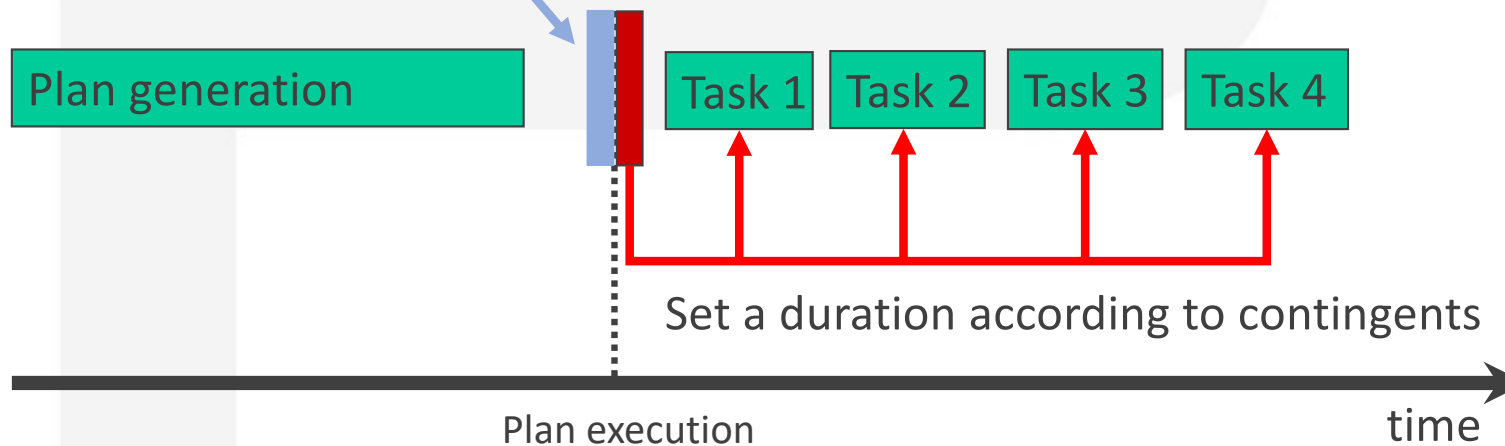 Plan generation
Task 1
Task 2
Task 3
Task 4
Set a duration according to contingents
Plan execution
time